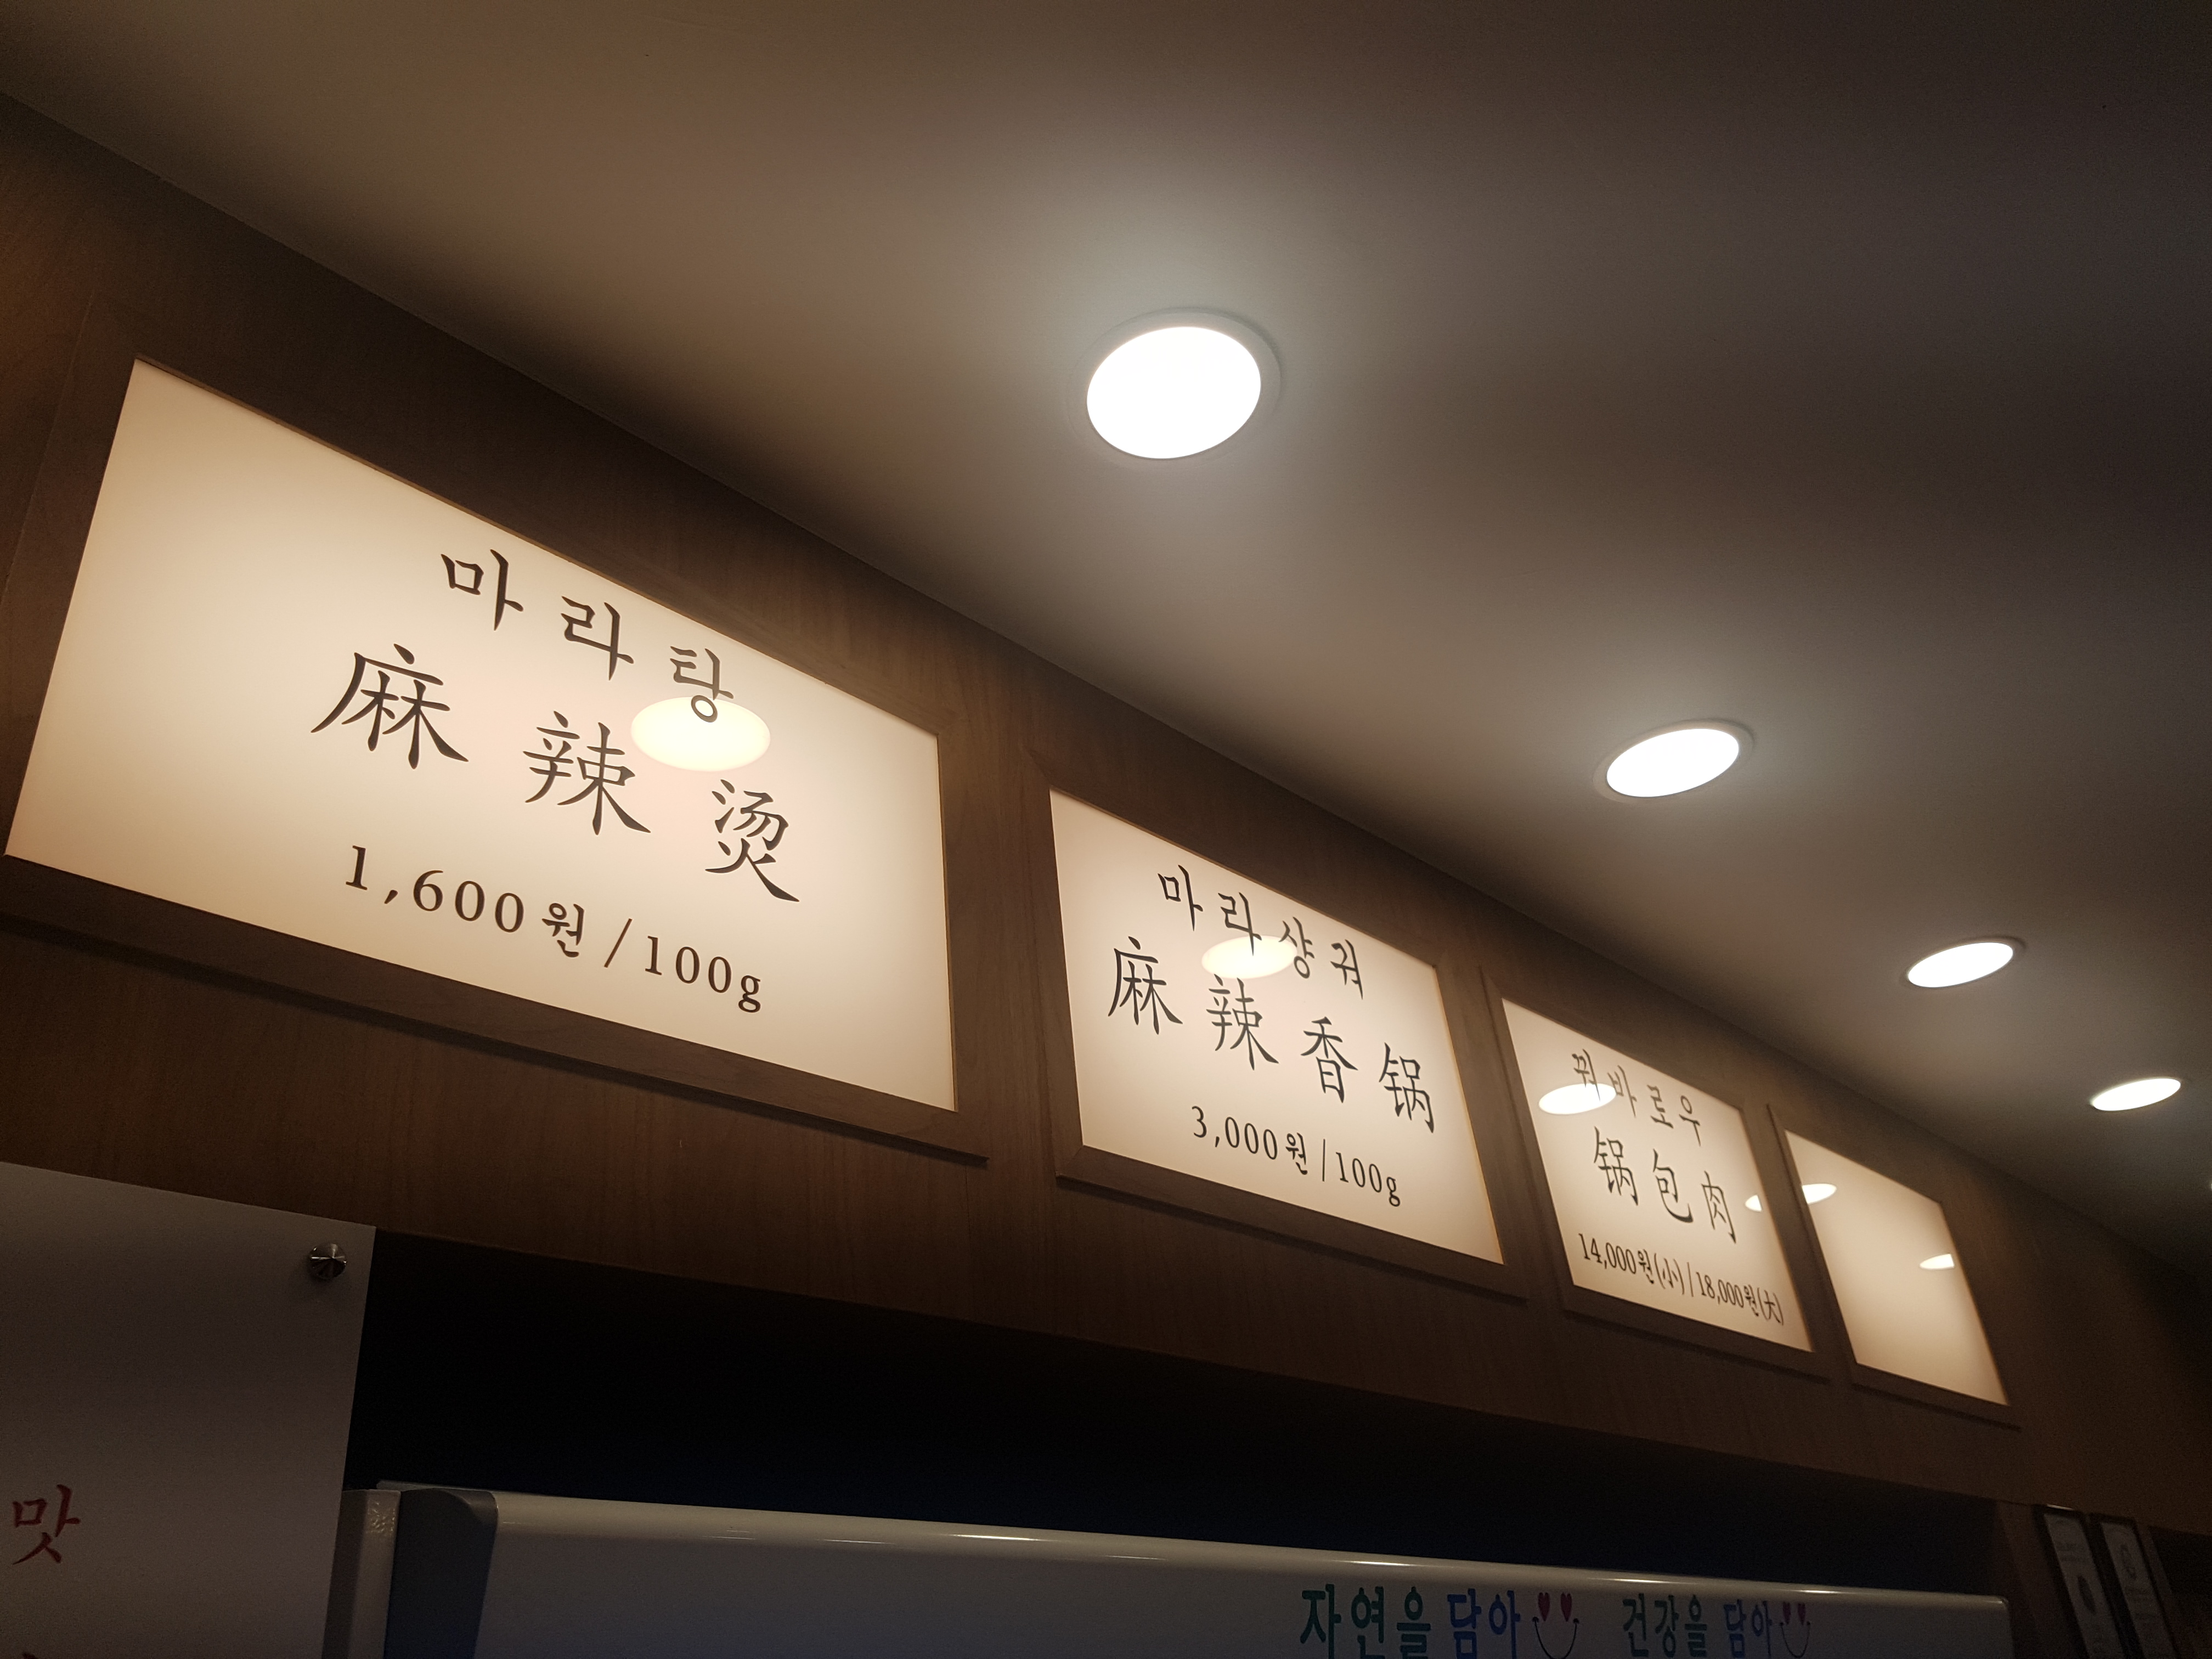 마라탕
麻辣烫
1,600원/100g
마라샹궈
麻辣香锅
3,000원/100g
꿔바로우
锅包肉
14,000원(小)/18,000원(大)
맛
자연을 담아 건강을 담아